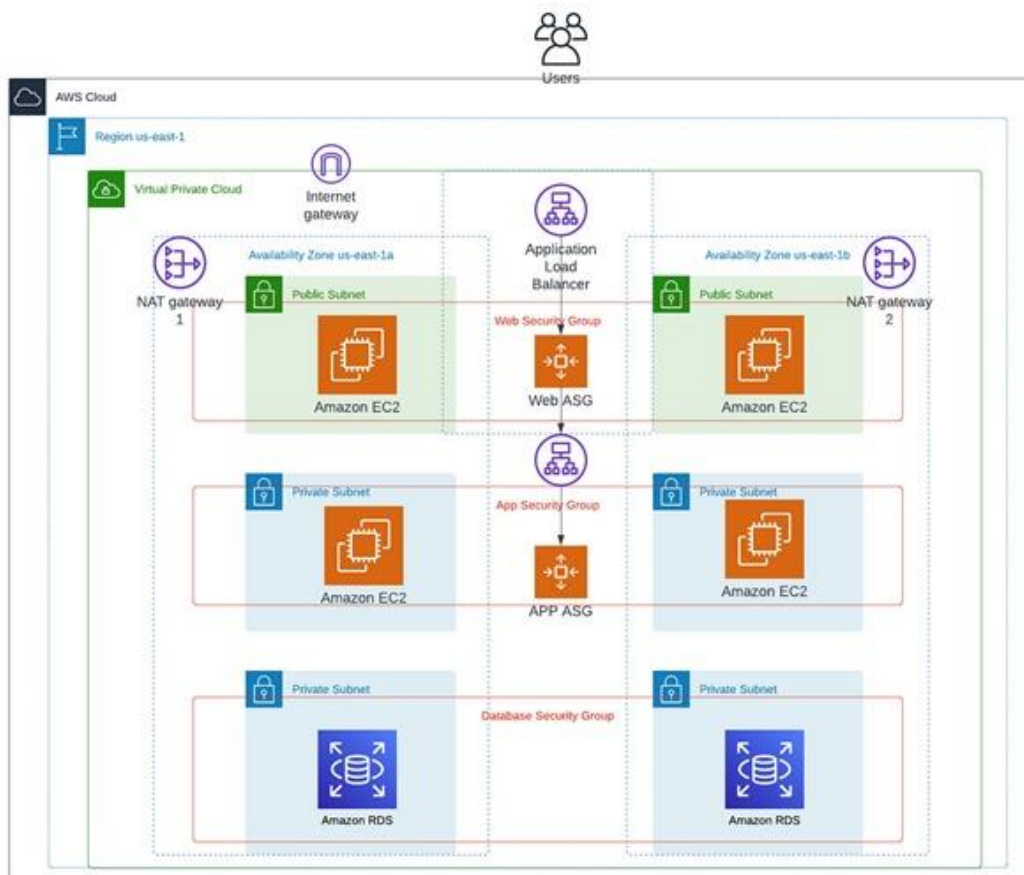 Users
AWS Cloud
Region us-east-1
Virtual Private Cloud
Internet
gateway
Application
Load
Balancer
Availability Zone us-east-1a
Availability Zone us-east-1b
NAT gateway
1
Public Subnet
Public Subnet
NAT gateway
2
Web Security Group
Amazon EC2
Web ASG
Amazon EC2
Private Subnet
Private Subnet
App Security Group
Amazon EC2
APP ASG
Amazon EC2
Private Subnet
Private Subnet
Database Security Group
Amazon RDS
Amazon RDS